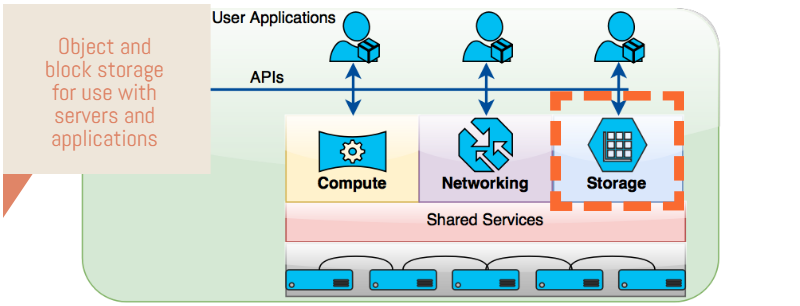 User Applications
Object and
block storage
for use with
servers and
applications
APIs
Compute
Networking
Storage
Shared Services